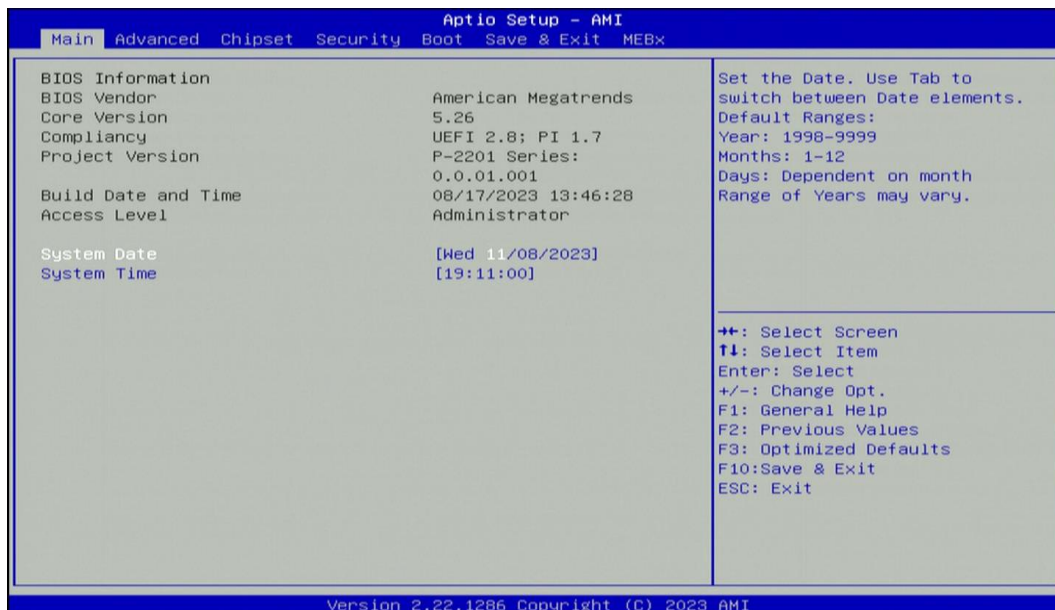 Aptio Setup – AMI
Main Advanced Chipset Security Boot Save & Exit MEBx
BIOS Information
BIOS Vendor American Megatrends
Core Version 5.26
Compliancy UEFI 2.8; PI 1.7
Project Version P-2201 Series:
0.0.01.001
Build Date and Time 08/17/2023 13:46:28
Access Level Administrator
System Date [Wed 11/08/2023]
System Time [19:11:00]
Set the Date. Use Tab to
switch between Date elements.
Default Ranges:
Year: 1998-9999
Months: 1-12
Days: Dependent on month
Range of Years may vary.
→←: Select Screen
↑↓: Select Item
Enter: Select
+/-: Change Opt.
F1: General Help
F2: Previous Values
F3: Optimized Defaults
F10:Save & Exit
ESC: Exit
Version 2.22.1286 Copyright (C) 2023 AMI